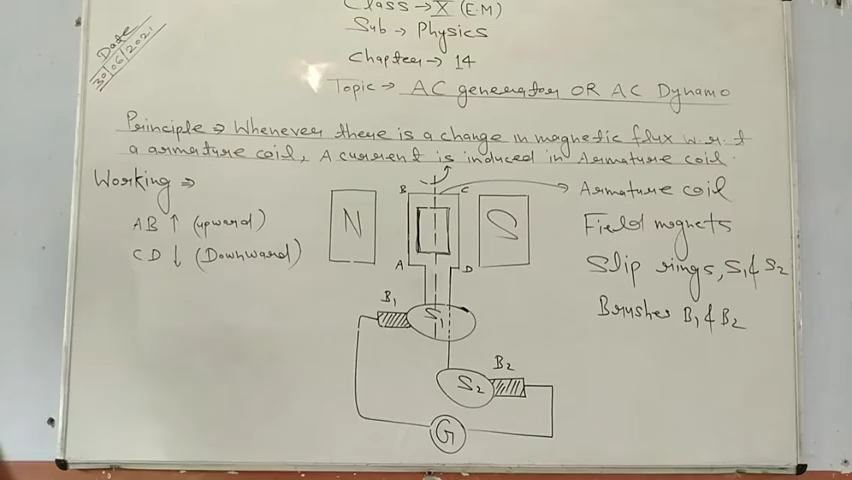 Class → X (E.M)
Sub → Physics
Chapter → 14
Topic → AC generator OR AC Dynamo
Date
30/06/2021
Principle ⇒ Whenever there is a change in magnetic flux w.r.t
a armature coil, A current is induced in Armature coil.
Working ⇒
AB ↑ (upward)
CD ↓ (Downward)
N
B C
S
A D
B1
S1
S2
B2
G
Armature coil
Field magnets
Slip rings, S1 & S2
Brushes B1 & B2